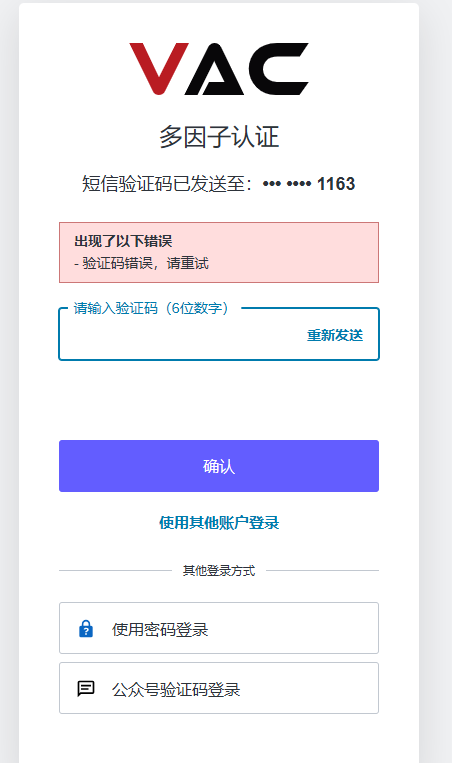 VAC
多因子认证
短信验证码已发送至：••• •••• 1163
出现了以下错误
- 验证码错误，请重试
请输入验证码（6位数字）
重新发送
确认
使用其他账户登录
其他登录方式
使用密码登录
公众号验证码登录